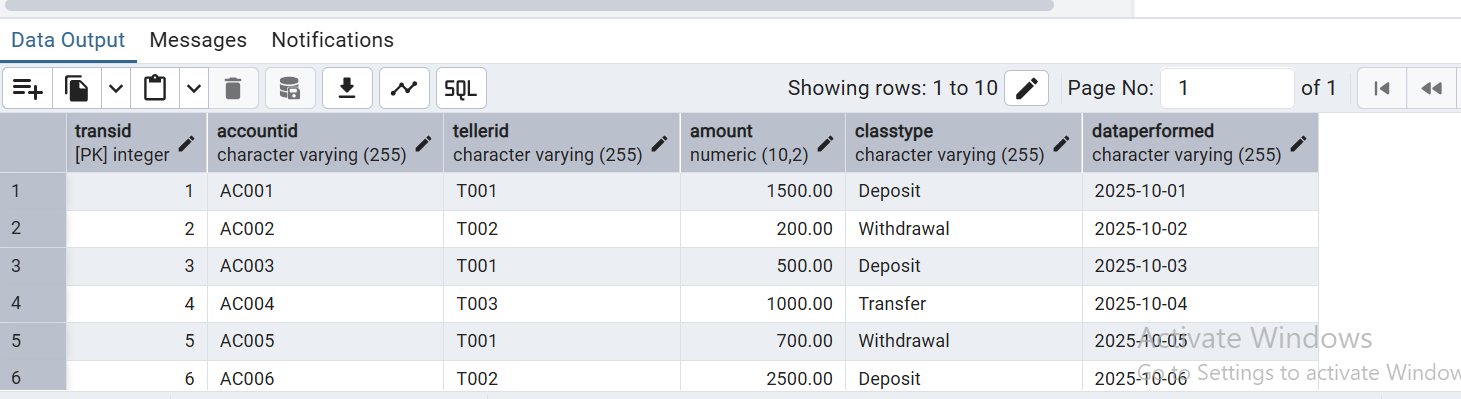 Data Output Messages Notifications
SQL Showing rows: 1 to 10 Page No: 1 of 1
transid accountid tellerid amount classtype dataperformed
[PK] integer character varying (255) character varying (255) numeric (10,2) character varying (255) character varying (255)
1 1 AC001 T001 1500.00 Deposit 2025-10-01
2 2 AC002 T002 200.00 Withdrawal 2025-10-02
3 3 AC003 T001 500.00 Deposit 2025-10-03
4 4 AC004 T003 1000.00 Transfer 2025-10-04
5 5 AC005 T001 700.00 Withdrawal 2025-10-05
Activate Windows
6 6 AC006 T002 2500.00 Deposit 2025-10-06
Go to Settings to activate Window